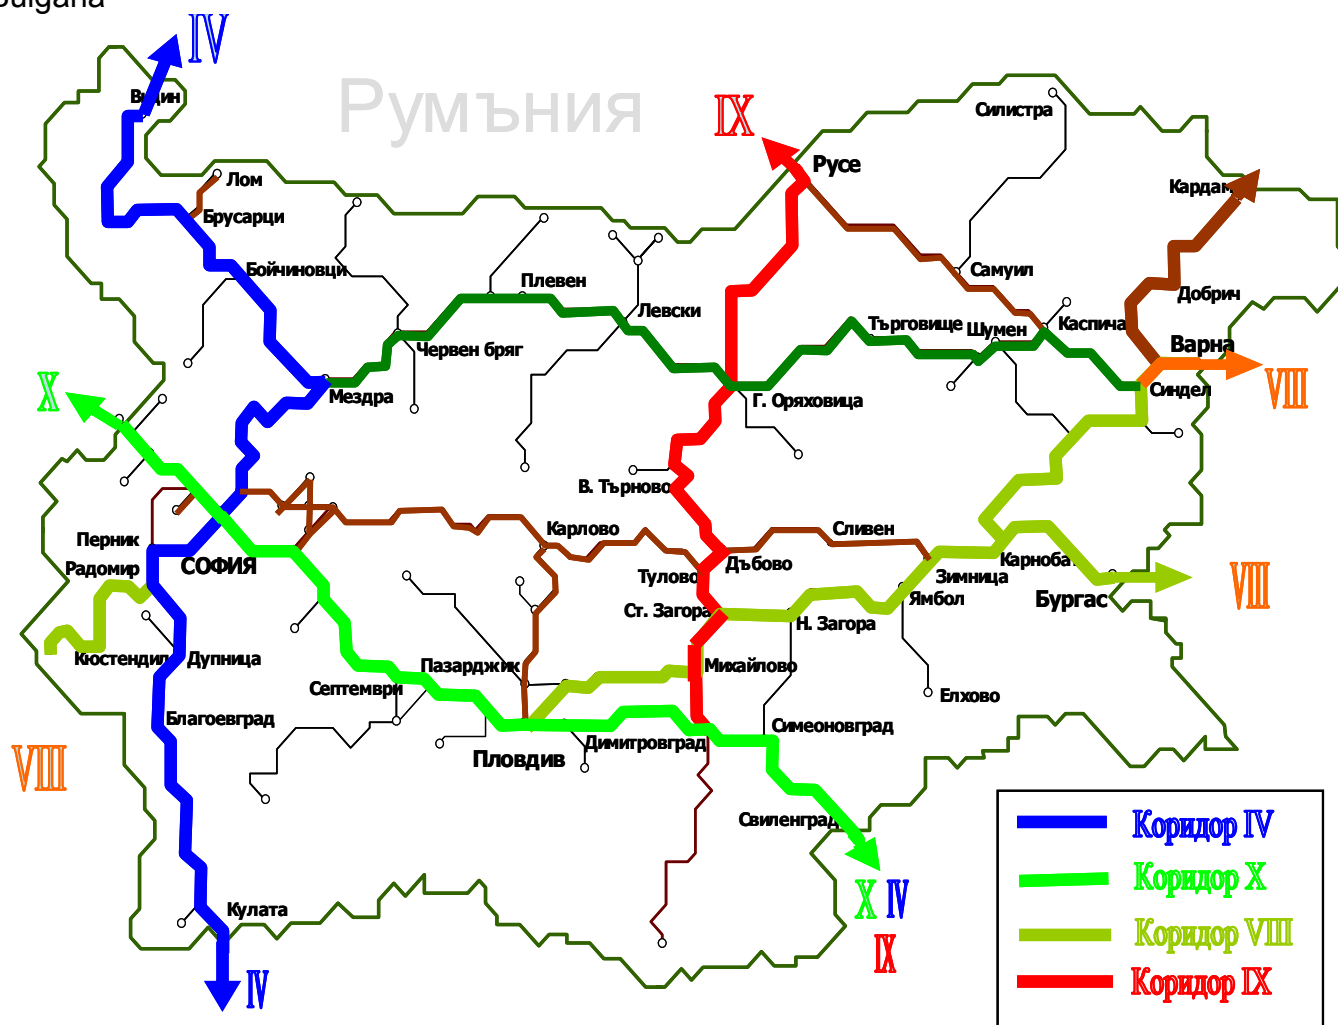 Bulgaria
IV
Румъния
Видин
IX
Силистра
Русе
Лом
Кардам
Брусарци
Бойчиновци
Самуил
Плевен
Добрич
Левски
Търговище
Шумен
Каспичан
Варна
Червен бряг
VIII
X
Мездра
Г. Оряховица
Синдел
В. Търново
Карлово
Сливен
Перник
СОФИЯ
Радомир
Тулово
Дъбово
Карнобат
Зимница
VIII
Ст. Загора
Н. Загора
Ямбол
Бургас
Кюстендил
Дупница
Пазарджик
Михайлово
Септември
Елхово
Благоевград
Симеоновград
Димитровград
Пловдив
VIII
Свиленград
X IV
IX
Кулата
IV
Коридор IV
Коридор X
Коридор VIII
Коридор IX